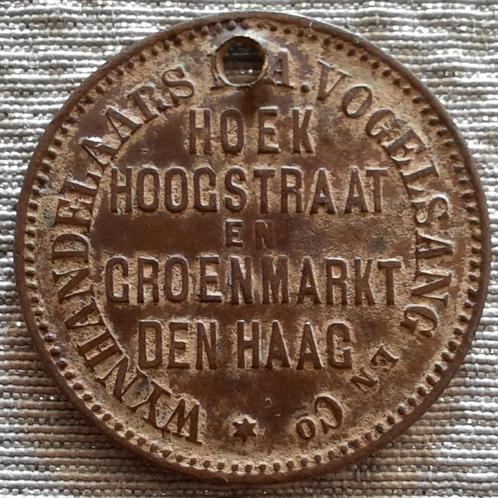 WYNHANDELAARS A. VOGELSANG EN Co
HOEK
HOOGSTRAAT
EN
GROENMARKT
DEN HAAG